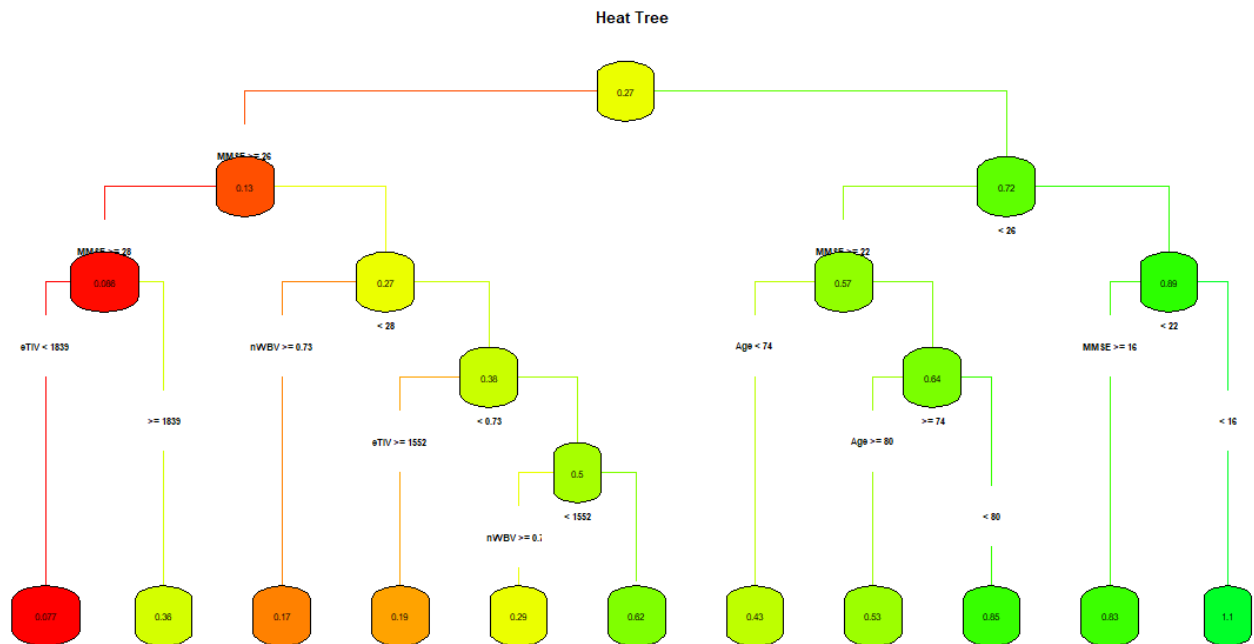 Heat Tree
0.27
MMSE >= 26
0.13
0.72
< 26
MMSE >= 28
0.086
0.27
< 28
MMSE >= 22
0.57
0.89
< 22
eTIV < 1839
nWBV >= 0.73
Age < 74
MMSE >= 16
0.38
< 0.73
0.64
>= 74
>= 1839
< 16
eTIV >= 1552
Age >= 80
0.5
< 1552
< 80
nWBV >= 0.
0.077
0.36
0.17
0.19
0.29
0.62
0.43
0.53
0.85
0.83
1.1